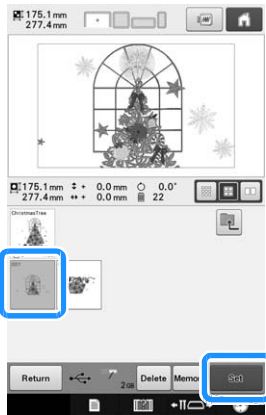 175.1 mm
277.4 mm
175.1 mm + 0.0 mm 0.0°
277.4 mm + 0.0 mm 22
ChristmasTree
Return 2GB Delete Memo Set